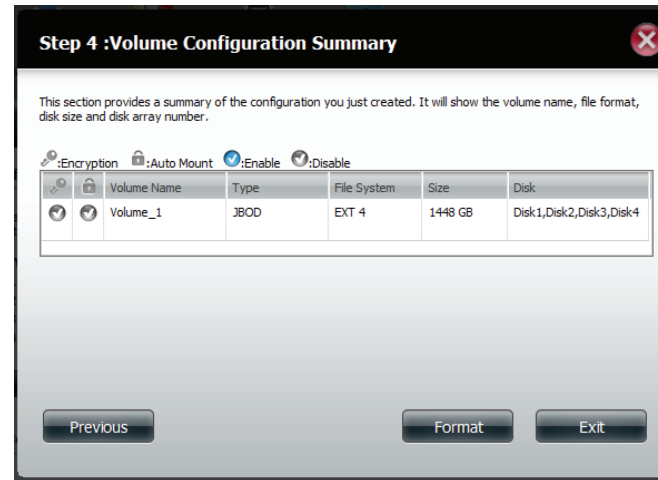 Step 4 :Volume Configuration Summary
This section provides a summary of the configuration you just created. It will show the volume name, file format,
disk size and disk array number.
:Encryption :Auto Mount :Enable :Disable
Volume Name Type File System Size Disk
Volume_1 JBOD EXT 4 1448 GB Disk1,Disk2,Disk3,Disk4
Previous Format Exit